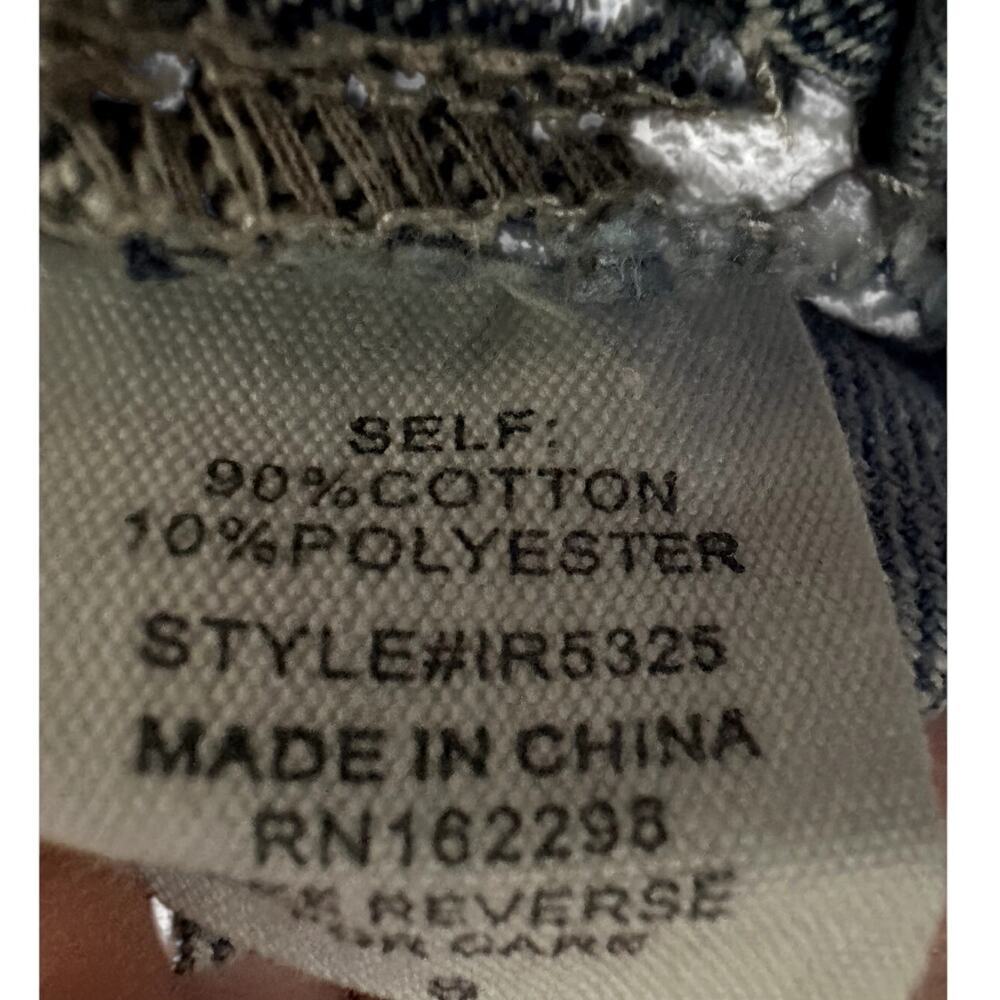 SELF:
90%COTTON
10%POLYESTER
STYLE#IR5325
MADE IN CHINA
RN162298
REVERSE